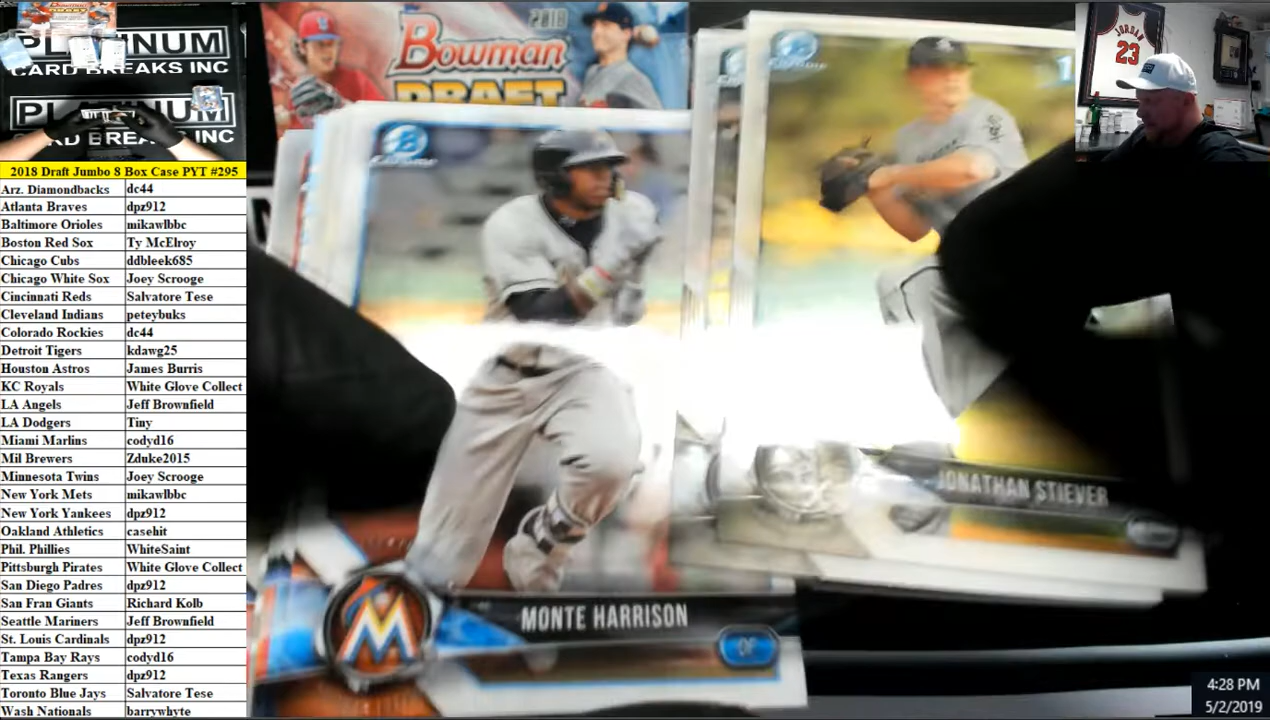 PLATINUM
CARD BREAKS INC
PLATINUM
CARD BREAKS INC
2018 Draft Jumbo 8 Box Case PYT #295
Arz. Diamondbacks dc44
Atlanta Braves dpz912
Baltimore Orioles mikawlbbc
Boston Red Sox Ty McElroy
Chicago Cubs ddbleek685
Chicago White Sox Joey Scrooge
Cincinnati Reds Salvatore Tese
Cleveland Indians peteybuks
Colorado Rockies dc44
Detroit Tigers kdawg25
Houston Astros James Burris
KC Royals White Glove Collect
LA Angels Jeff Brownfield
LA Dodgers Tiny
Miami Marlins codyd16
Mil Brewers Zduke2015
Minnesota Twins Joey Scrooge
New York Mets mikawlbbc
New York Yankees dpz912
Oakland Athletics casehit
Phil. Phillies WhiteSaint
Pittsburgh Pirates White Glove Collect
San Diego Padres dpz912
San Fran Giants Richard Kolb
Seattle Mariners Jeff Brownfield
St. Louis Cardinals dpz912
Tampa Bay Rays codyd16
Texas Rangers dpz912
Toronto Blue Jays Salvatore Tese
Wash Nationals barrywhyte
2018
Bowman
DRAFT
B
Chrome
M
MONTE HARRISON
OF
Chrome
JONATHAN STIEVER
JORDAN
23
4:28 PM
5/2/2019